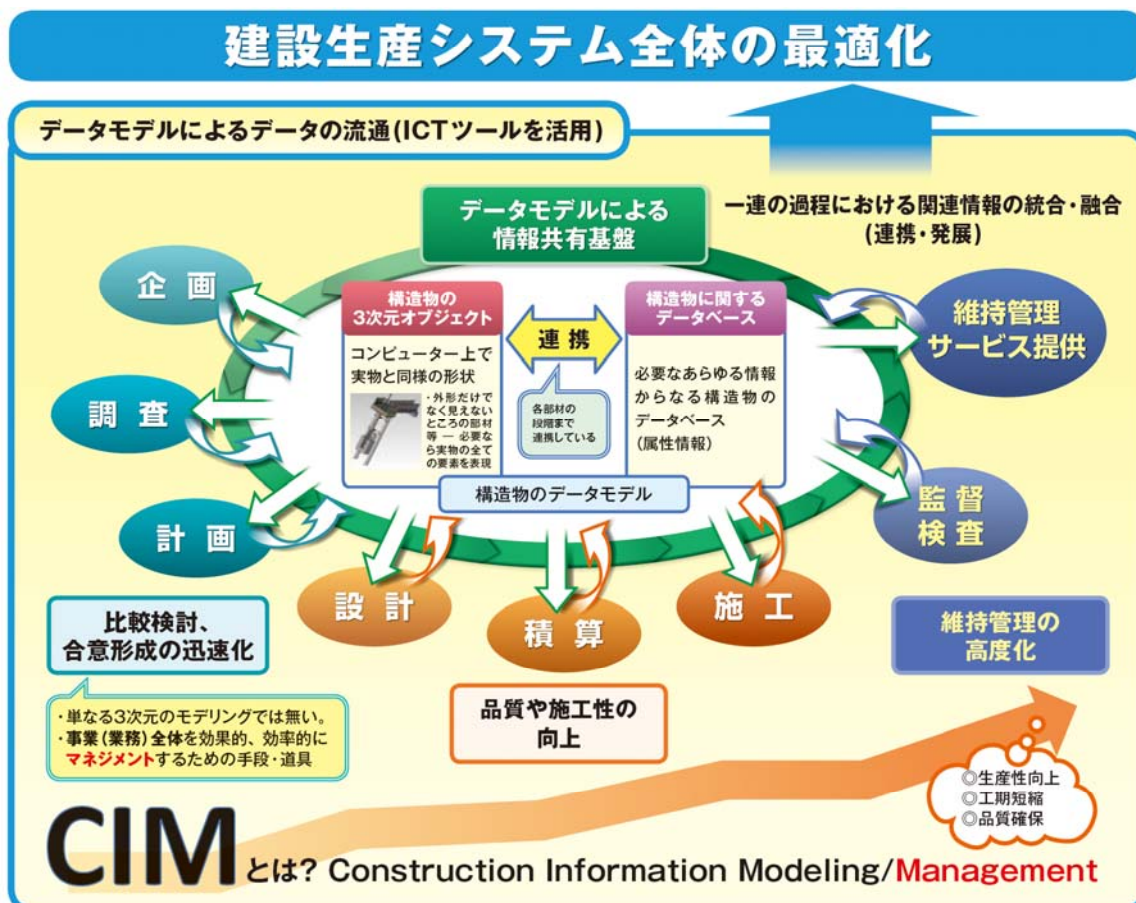 建設生産システム全体の最適化
データモデルによるデータの流通(ICTツールを活用)
一連の過程における関連情報の統合・融合
(連携・発展)
データモデルによる
情報共有基盤
企画
調査
計画
設計
積算
施工
監督
検査
維持管理
サービス提供
構造物の
3次元オブジェクト
コンピューター上で
実物と同様の形状
・外形だけで
なく見えない
ところの部材
等 ― 必要な
ら実物の全て
の要素を表現
連携
各部材の
段階まで
連携している
構造物に関する
データベース
必要なあらゆる情報
からなる構造物の
データベース
(属性情報)
構造物のデータモデル
比較検討、
合意形成の迅速化
・単なる3次元のモデリングでは無い。
・事業(業務)全体を効果的、効率的に
マネジメントするための手段・道具
品質や施工性の
向上
維持管理の
高度化
◎生産性向上
◎工期短縮
◎品質確保
CIMとは? Construction Information Modeling/Management